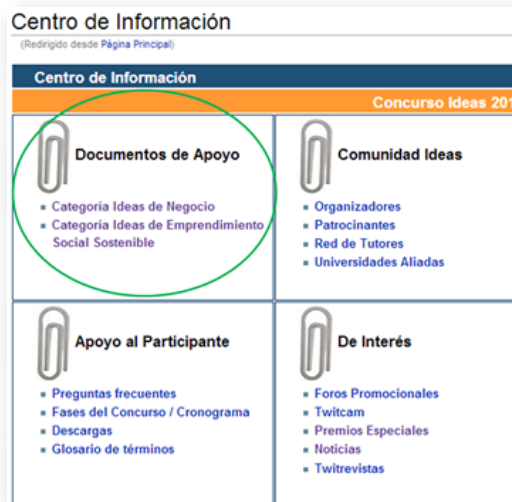 Centro de Información
(Redirigido desde Página Principal)
Centro de Información
Concurso Ideas 201
Documentos de Apoyo
Categoría Ideas de Negocio
Categoría Ideas de Emprendimiento
Social Sostenible
Comunidad Ideas
Organizadores
Patrocinantes
Red de Tutores
Universidades Aliadas
Apoyo al Participante
Preguntas frecuentes
Fases del Concurso / Cronograma
Descargas
Glosario de términos
De Interés
Foros Promocionales
Twitcam
Premios Especiales
Noticias
Twitrevistas